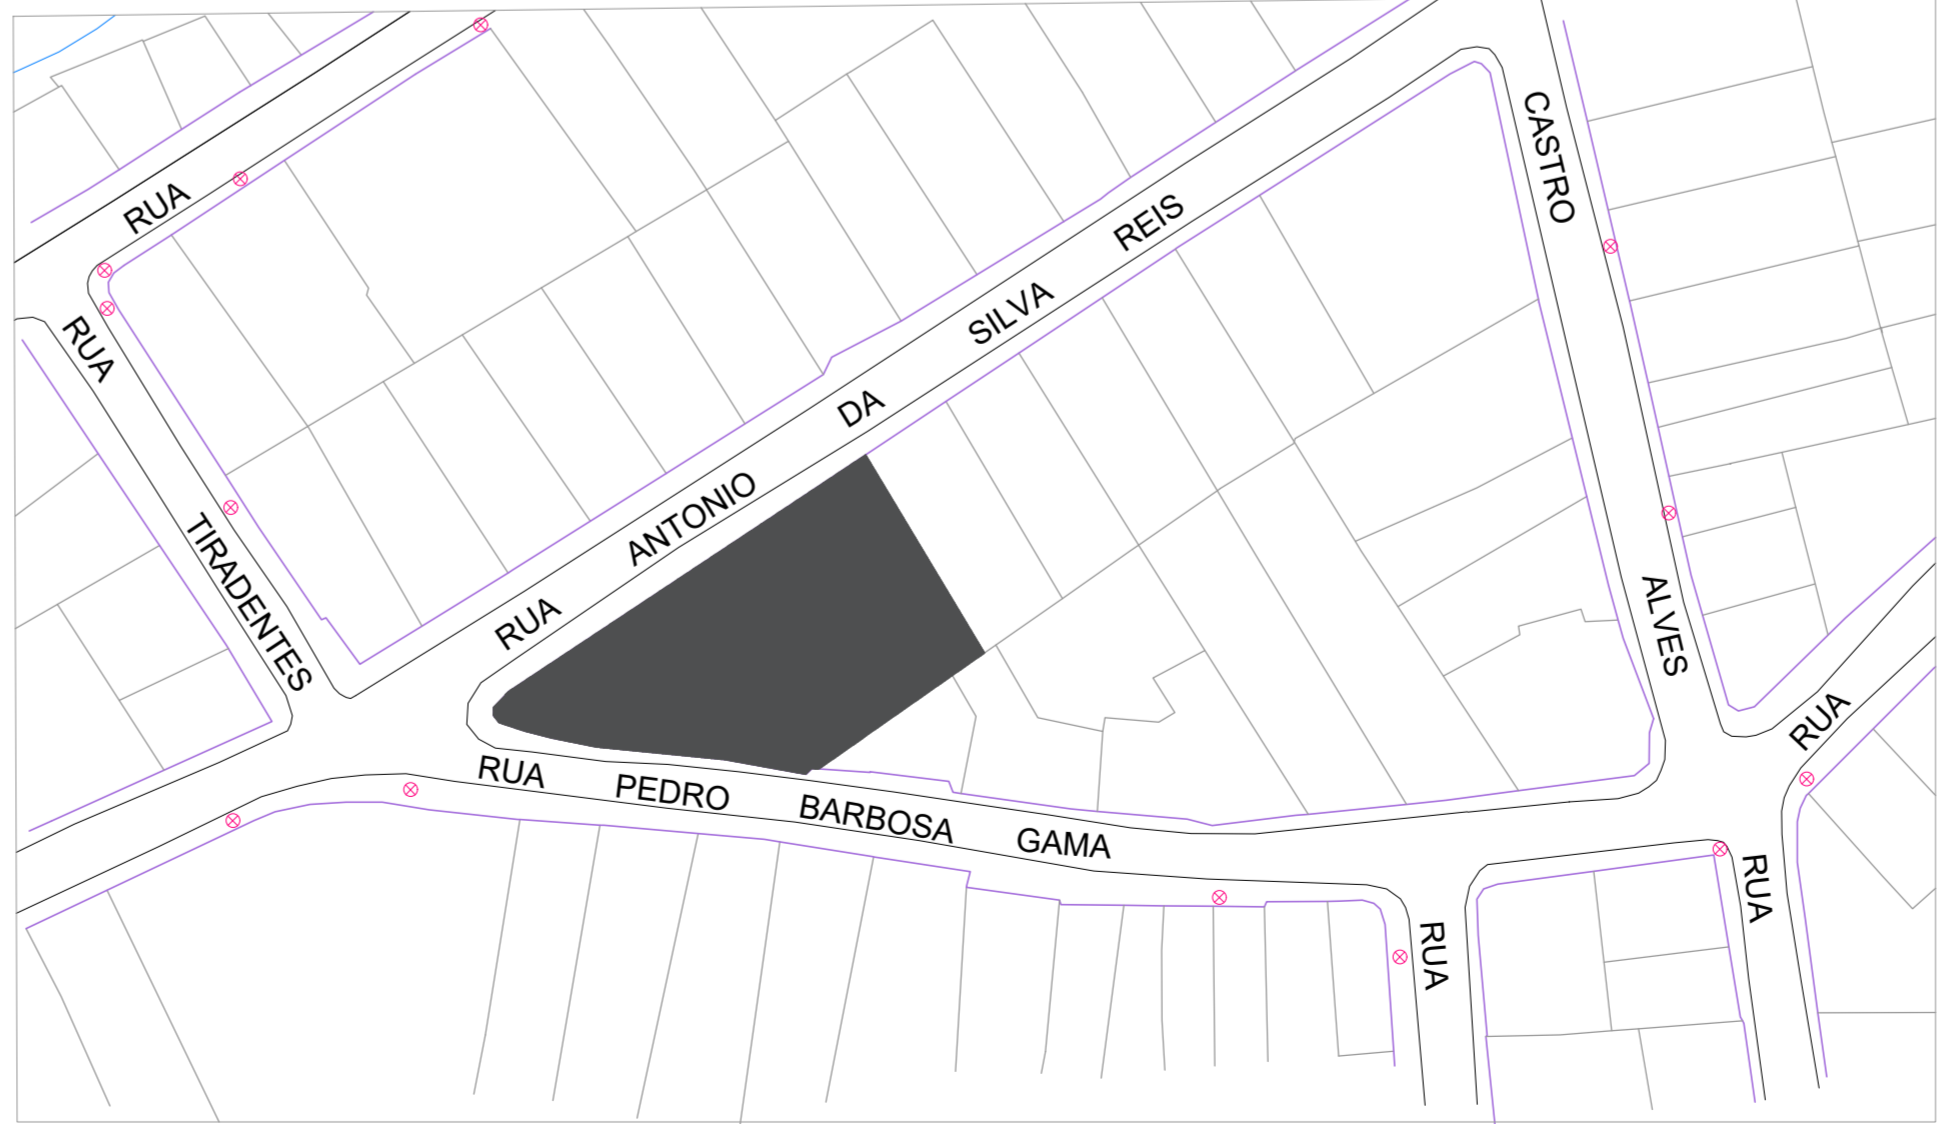 RUA
RUA
TIRADENTES
RUA ANTONIO DA SILVA REIS
CASTRO ALVES
RUA PEDRO BARBOSA GAMA
RUA
RUA
RUA